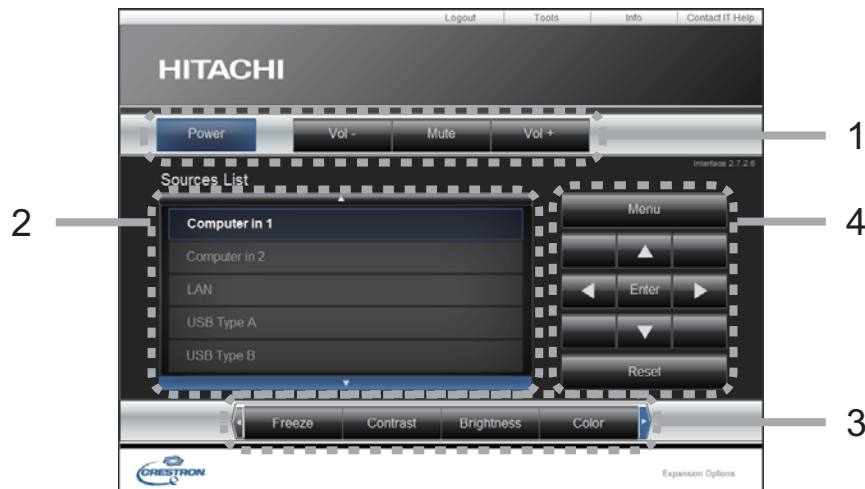 Logout Tools Info Contact IT Help
HITACHI
Power Vol - Mute Vol + 1
Interface 2.7.2.6
Sources List
2
Computer in 1
Computer in 2
LAN
USB Type A
USB Type B
Menu
4
Enter
Reset
Freeze Contrast Brightness Color 3
CRESTRON
Expansion Options